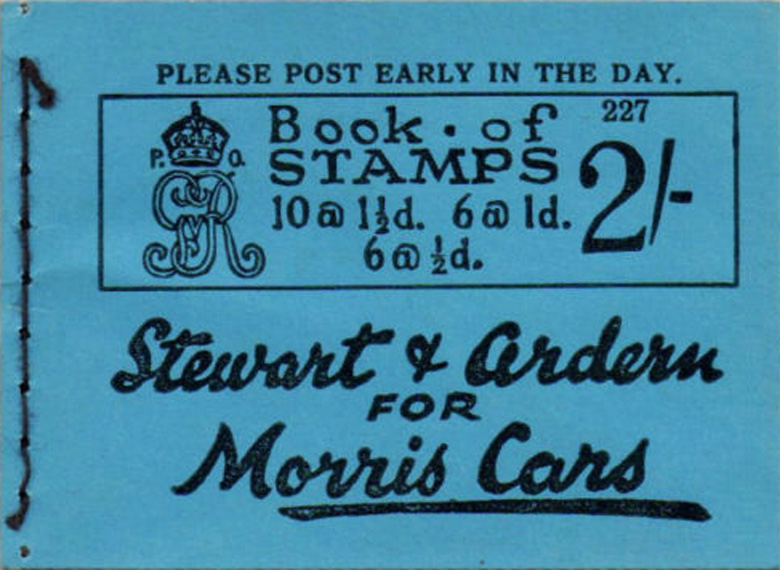 PLEASE POST EARLY IN THE DAY.
Book · of 227
P. O. STAMPS 2/-
GR 10 @ 1½d. 6 @ 1d.
6 @ ½d.
Stewart & Ardern
FOR
Morris Cars